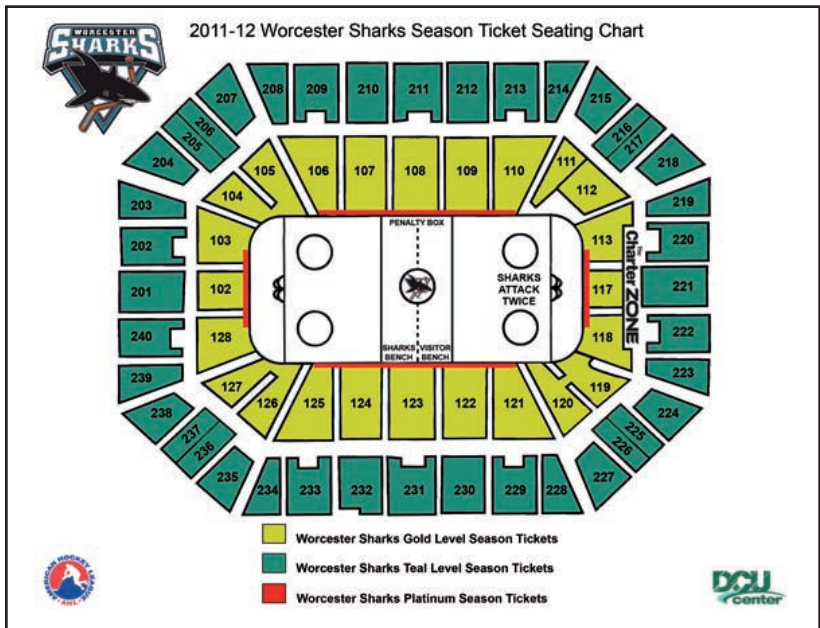 2011-12 Worcester Sharks Season Ticket Seating Chart
WORCESTER
SHARKS
207 208 209 210 211 212 213 214 215
206 216
205 217
204 218
105 106 107 108 109 110 111
104 112
203 219
202 103 113 220
201 102 117 221
240 128 118 222
239 223
PENALTY BOX
SHARKS
ATTACK
TWICE
SHARKS
BENCH
VISITOR
BENCH
The
Charter ZONE
127 119
126 125 124 123 122 121 120
238 224
237 225
236 226
235 234 233 232 231 230 229 228 227
Worcester Sharks Gold Level Season Tickets
Worcester Sharks Teal Level Season Tickets
Worcester Sharks Platinum Season Tickets
AMERICAN HOCKEY LEAGUE
AHL
DCU
center